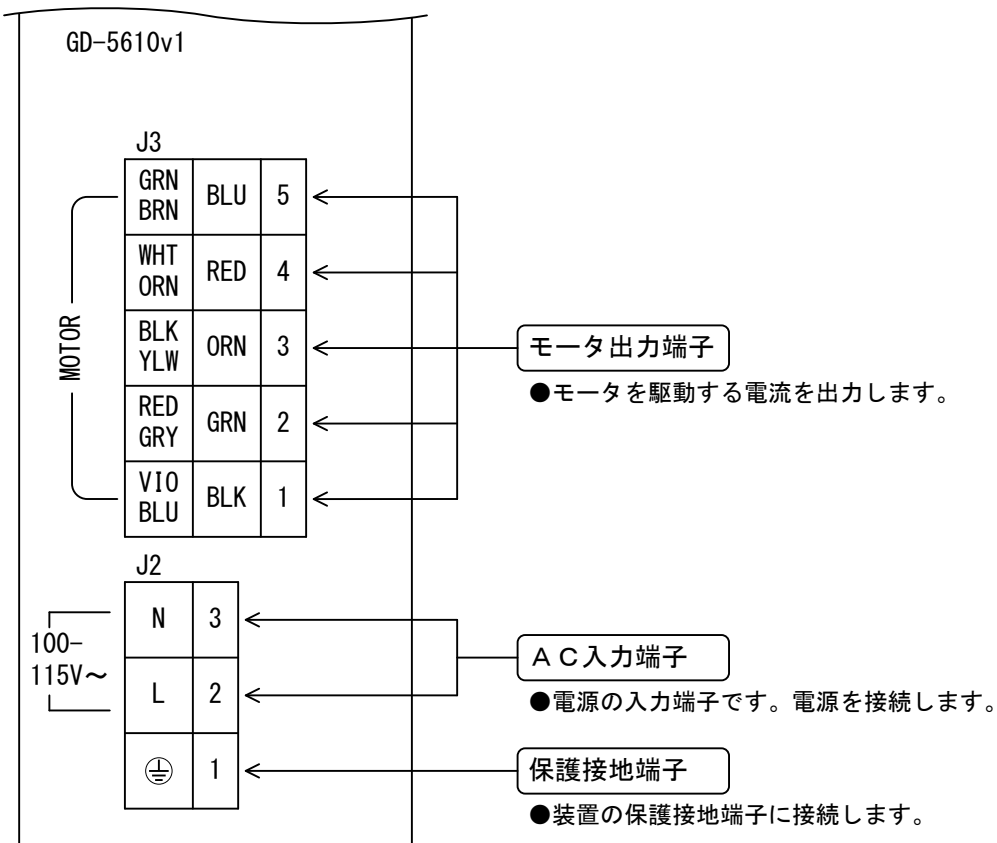 GD-5610v1
J3
GRN BRN BLU 5
WHT ORN RED 4
BLK YLW ORN 3
RED GRY GRN 2
VIO BLU BLK 1
MOTOR
モータ出力端子
●モータを駆動する電流を出力します。
J2
N 3
L 2
1
100-
115V～
ＡＣ入力端子
●電源の入力端子です。電源を接続します。
保護接地端子
●装置の保護接地端子に接続します。